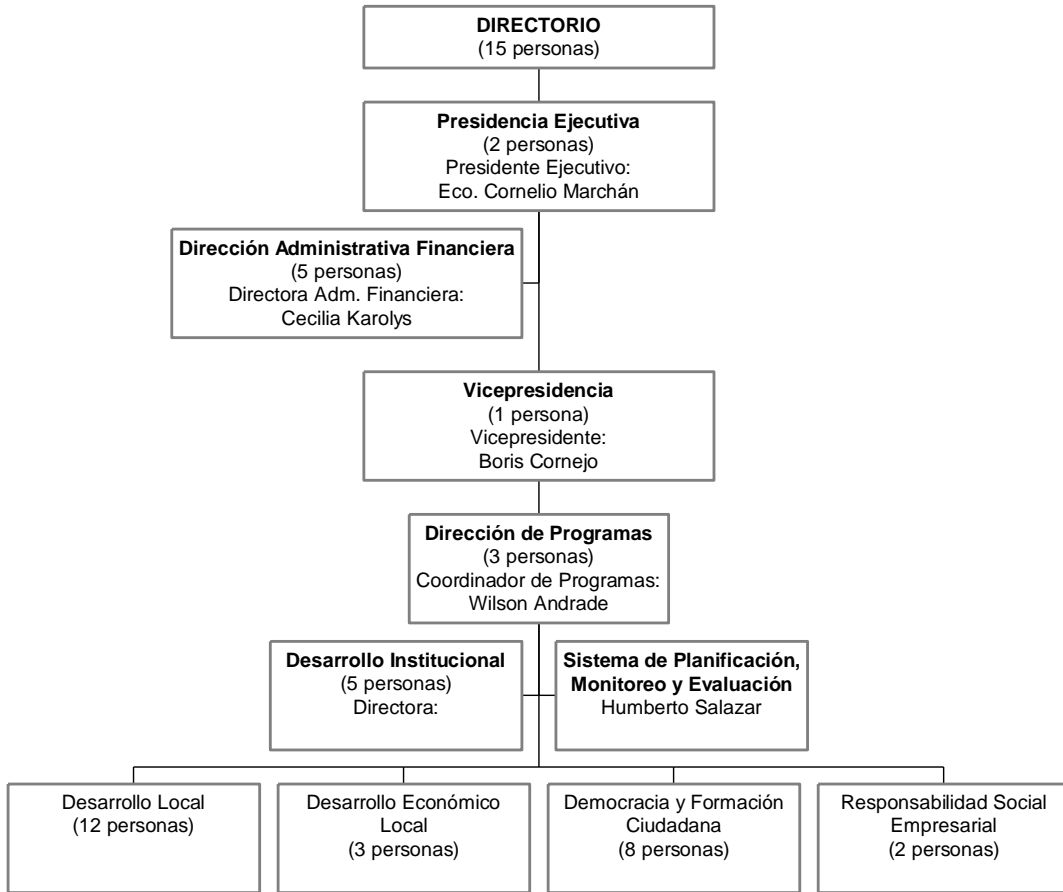 DIRECTORIO
(15 personas)
Presidencia Ejecutiva
(2 personas)
Presidente Ejecutivo:
Eco. Cornelio Marchán
Dirección Administrativa Financiera
(5 personas)
Directora Adm. Financiera:
Cecilia Karolys
Vicepresidencia
(1 persona)
Vicepresidente:
Boris Cornejo
Dirección de Programas
(3 personas)
Coordinador de Programas:
Wilson Andrade
Desarrollo Institucional
(5 personas)
Directora:
Sistema de Planificación,
Monitoreo y Evaluación
Humberto Salazar
Desarrollo Local
(12 personas)
Desarrollo Económico
Local
(3 personas)
Democracia y Formación
Ciudadana
(8 personas)
Responsabilidad Social
Empresarial
(2 personas)